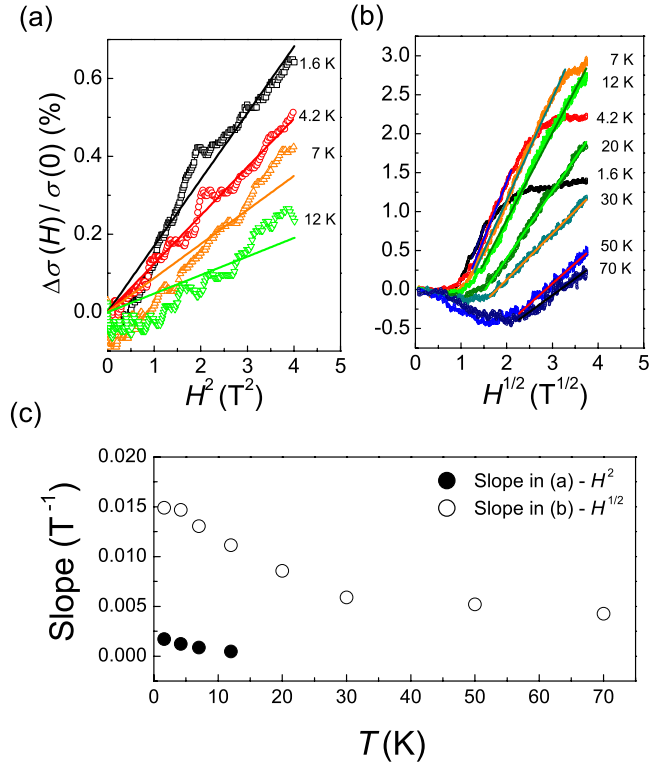 (a)
Δσ(H) / σ(0) (%)
0.6
0.4
0.2
0.0
1.6 K
4.2 K
7 K
12 K
0 1 2 3 4 5
H² (T²)
(b)
3.0
2.5
2.0
1.5
1.0
0.5
0.0
-0.5
7 K
12 K
4.2 K
20 K
1.6 K
30 K
50 K
70 K
0 1 2 3 4 5
H^1/2 (T^1/2)
(c)
Slope (T^-1)
0.020
0.015
0.010
0.005
0.000
Slope in (a) - H²
Slope in (b) - H^1/2
0 10 20 30 40 50 60 70
T (K)